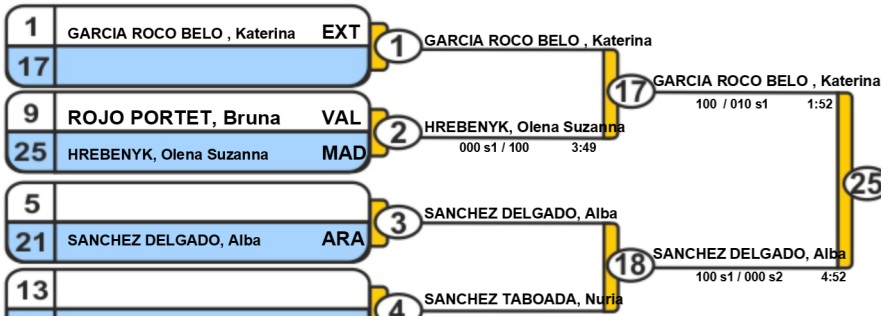 1 GARCIA ROCO BELO , Katerina EXT
17
1
GARCIA ROCO BELO , Katerina
9 ROJO PORTET, Bruna VAL
25 HREBENYK, Olena Suzanna MAD
2
HREBENYK, Olena Suzanna
000 s1 / 100 3:49
17
GARCIA ROCO BELO , Katerina
100 / 010 s1 1:52
5
21 SANCHEZ DELGADO, Alba ARA
3
SANCHEZ DELGADO, Alba
13
4
SANCHEZ TABOADA, Nuria
18
SANCHEZ DELGADO, Alba
100 s1 / 000 s2 4:52
25